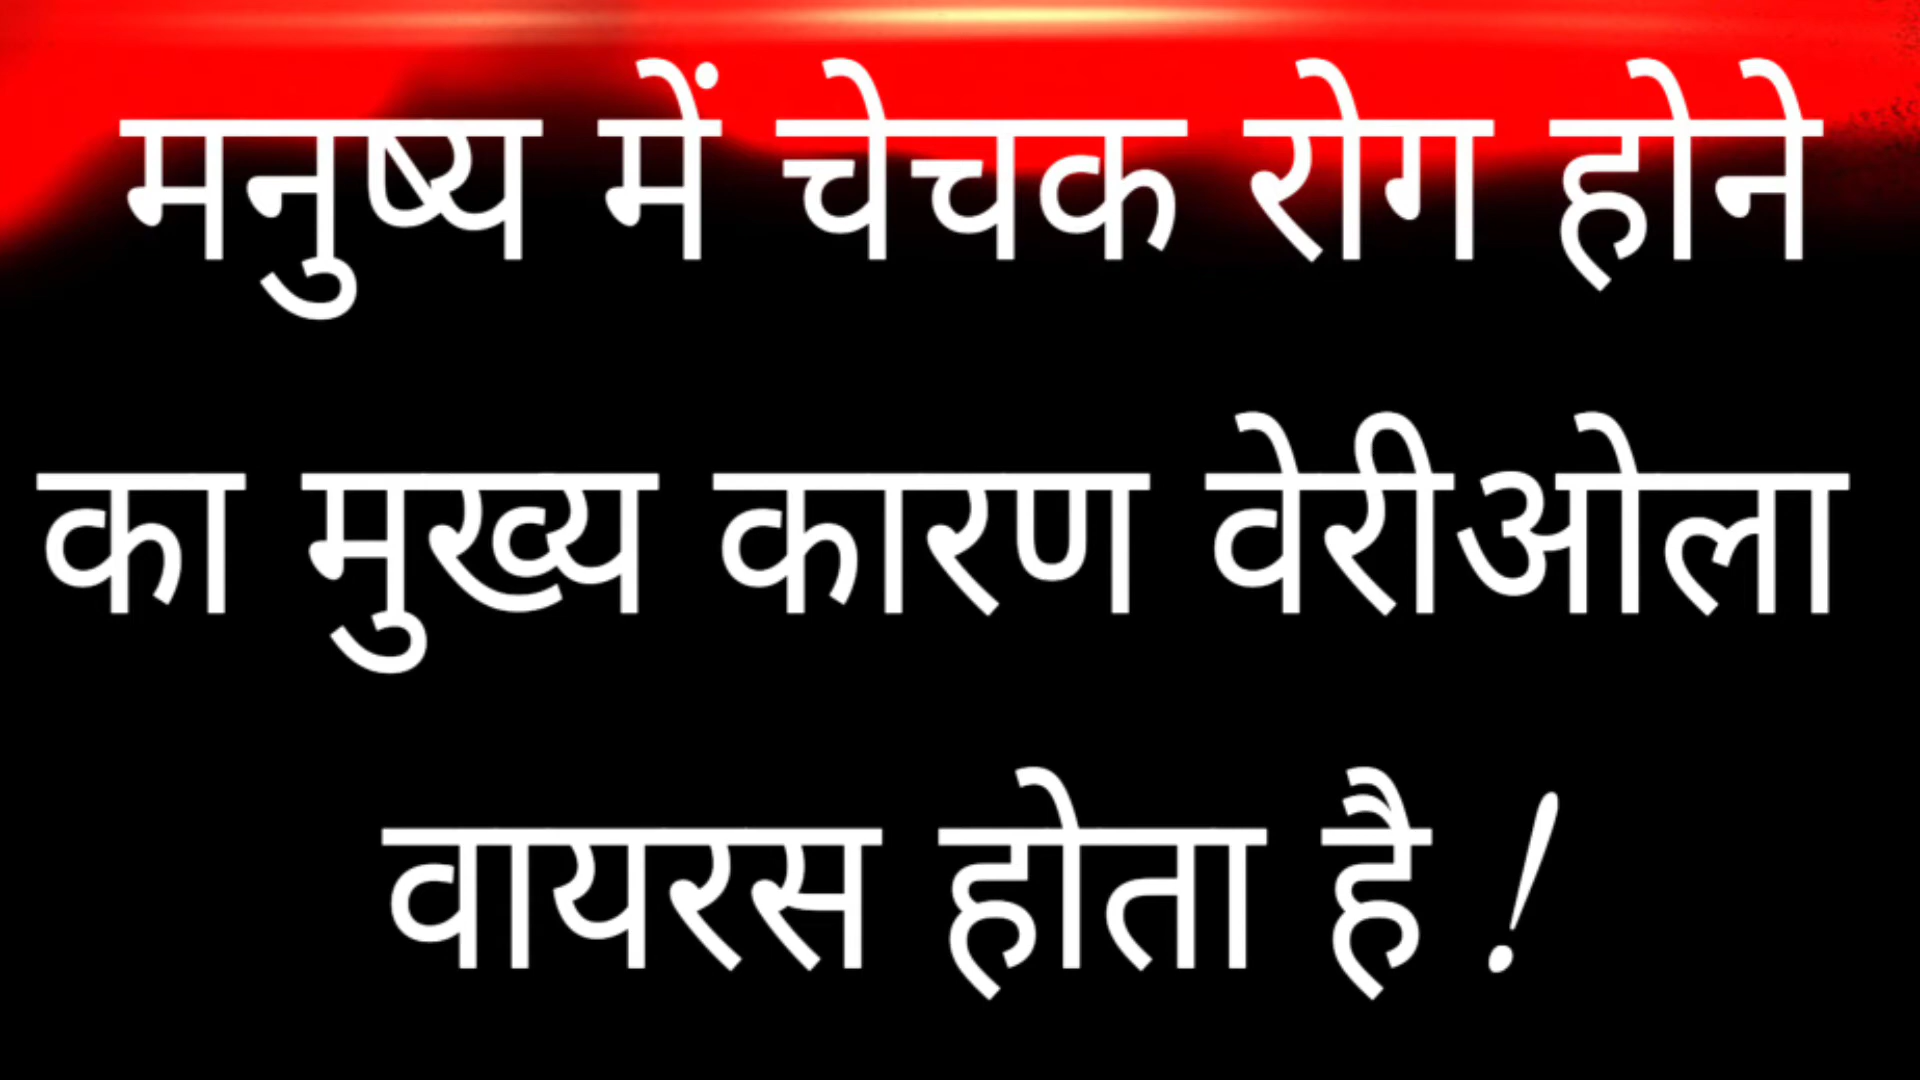 मनुष्य में चेचक रोग होने
का मुख्य कारण वेरीओला
वायरस होता है !